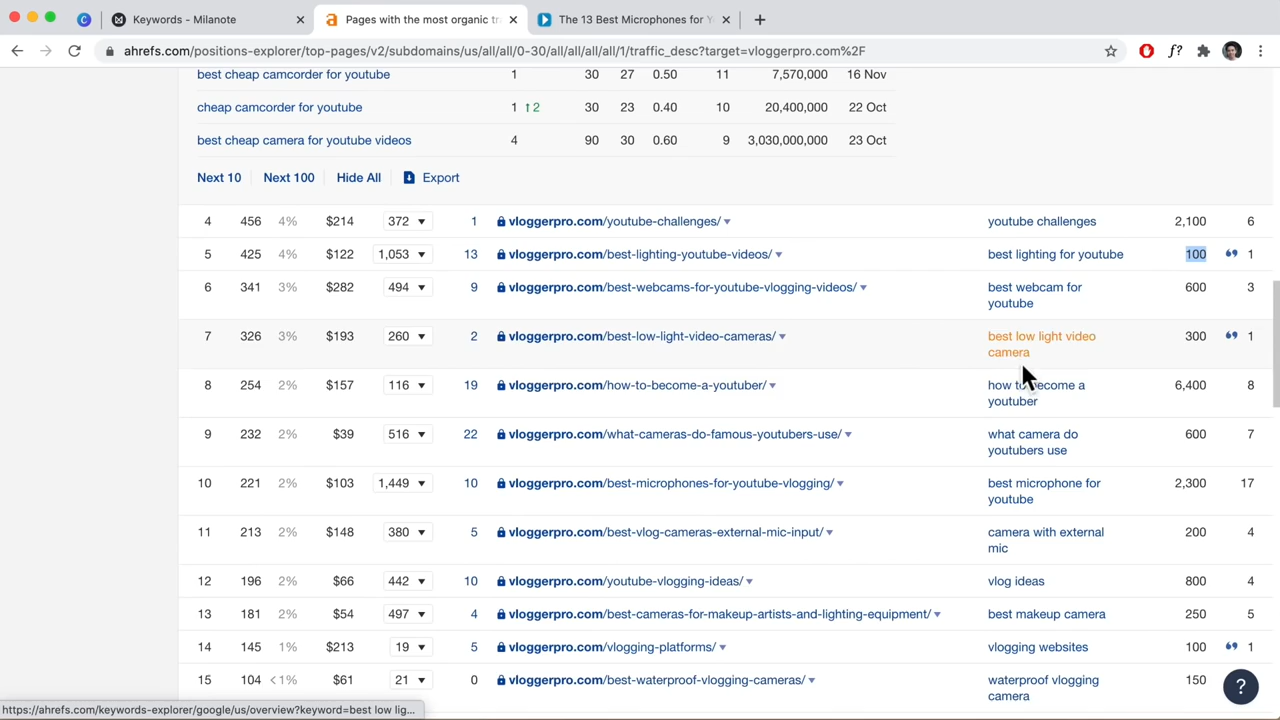 Keywords - Milanote
Pages with the most organic tr
The 13 Best Microphones for Y
ahrefs.com/positions-explorer/top-pages/v2/subdomains/us/all/all/0-30/all/all/all/all/1/traffic_desc?target=vloggerpro.com%2F
best cheap camcorder for youtube 1 30 27 0.50 11 7,570,000 16 Nov
cheap camcorder for youtube 1 ↑2 30 23 0.40 10 20,400,000 22 Oct
best cheap camera for youtube videos 4 90 30 0.60 9 3,030,000,000 23 Oct
Next 10 Next 100 Hide All Export
4 456 4% $214 372 1 vloggerpro.com/youtube-challenges/ youtube challenges 2,100 6
5 425 4% $122 1,053 13 vloggerpro.com/best-lighting-youtube-videos/ best lighting for youtube 100 1
6 341 3% $282 494 9 vloggerpro.com/best-webcams-for-youtube-vlogging-videos/ best webcam for 600 3
youtube
7 326 3% $193 260 2 vloggerpro.com/best-low-light-video-cameras/ best low light video 300 1
camera
8 254 2% $157 116 19 vloggerpro.com/how-to-become-a-youtuber/ how to become a 6,400 8
youtuber
9 232 2% $39 516 22 vloggerpro.com/what-cameras-do-famous-youtubers-use/ what camera do 600 7
youtubers use
10 221 2% $103 1,449 10 vloggerpro.com/best-microphones-for-youtube-vlogging/ best microphone for 2,300 17
youtube
11 213 2% $148 380 5 vloggerpro.com/best-vlog-cameras-external-mic-input/ camera with external 200 4
mic
12 196 2% $66 442 10 vloggerpro.com/youtube-vlogging-ideas/ vlog ideas 800 4
13 181 2% $54 497 4 vloggerpro.com/best-cameras-for-makeup-artists-and-lighting-equipment/ best makeup camera 250 5
14 145 1% $213 19 5 vloggerpro.com/vlogging-platforms/ vlogging websites 100 1
15 104 <1% $61 21 0 vloggerpro.com/best-waterproof-vlogging-cameras/ waterproof vlogging 150
camera
?
https://ahrefs.com/keywords-explorer/google/us/overview?keyword=best low lig...